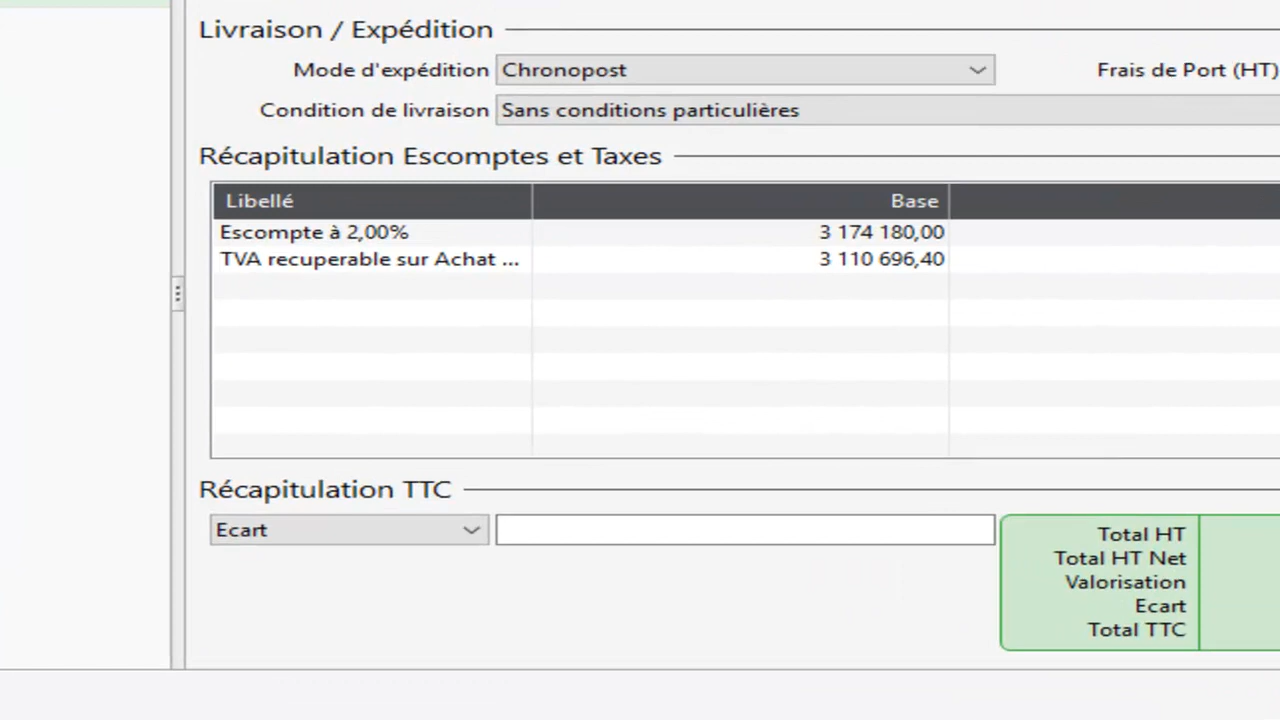 Livraison / Expédition
Mode d'expédition Chronopost Frais de Port (HT)
Condition de livraison Sans conditions particulières
Récapitulation Escomptes et Taxes
Libellé Base
Escompte à 2,00% 3 174 180,00
TVA recuperable sur Achat ... 3 110 696,40
Récapitulation TTC
Ecart
Total HT
Total HT Net
Valorisation
Ecart
Total TTC